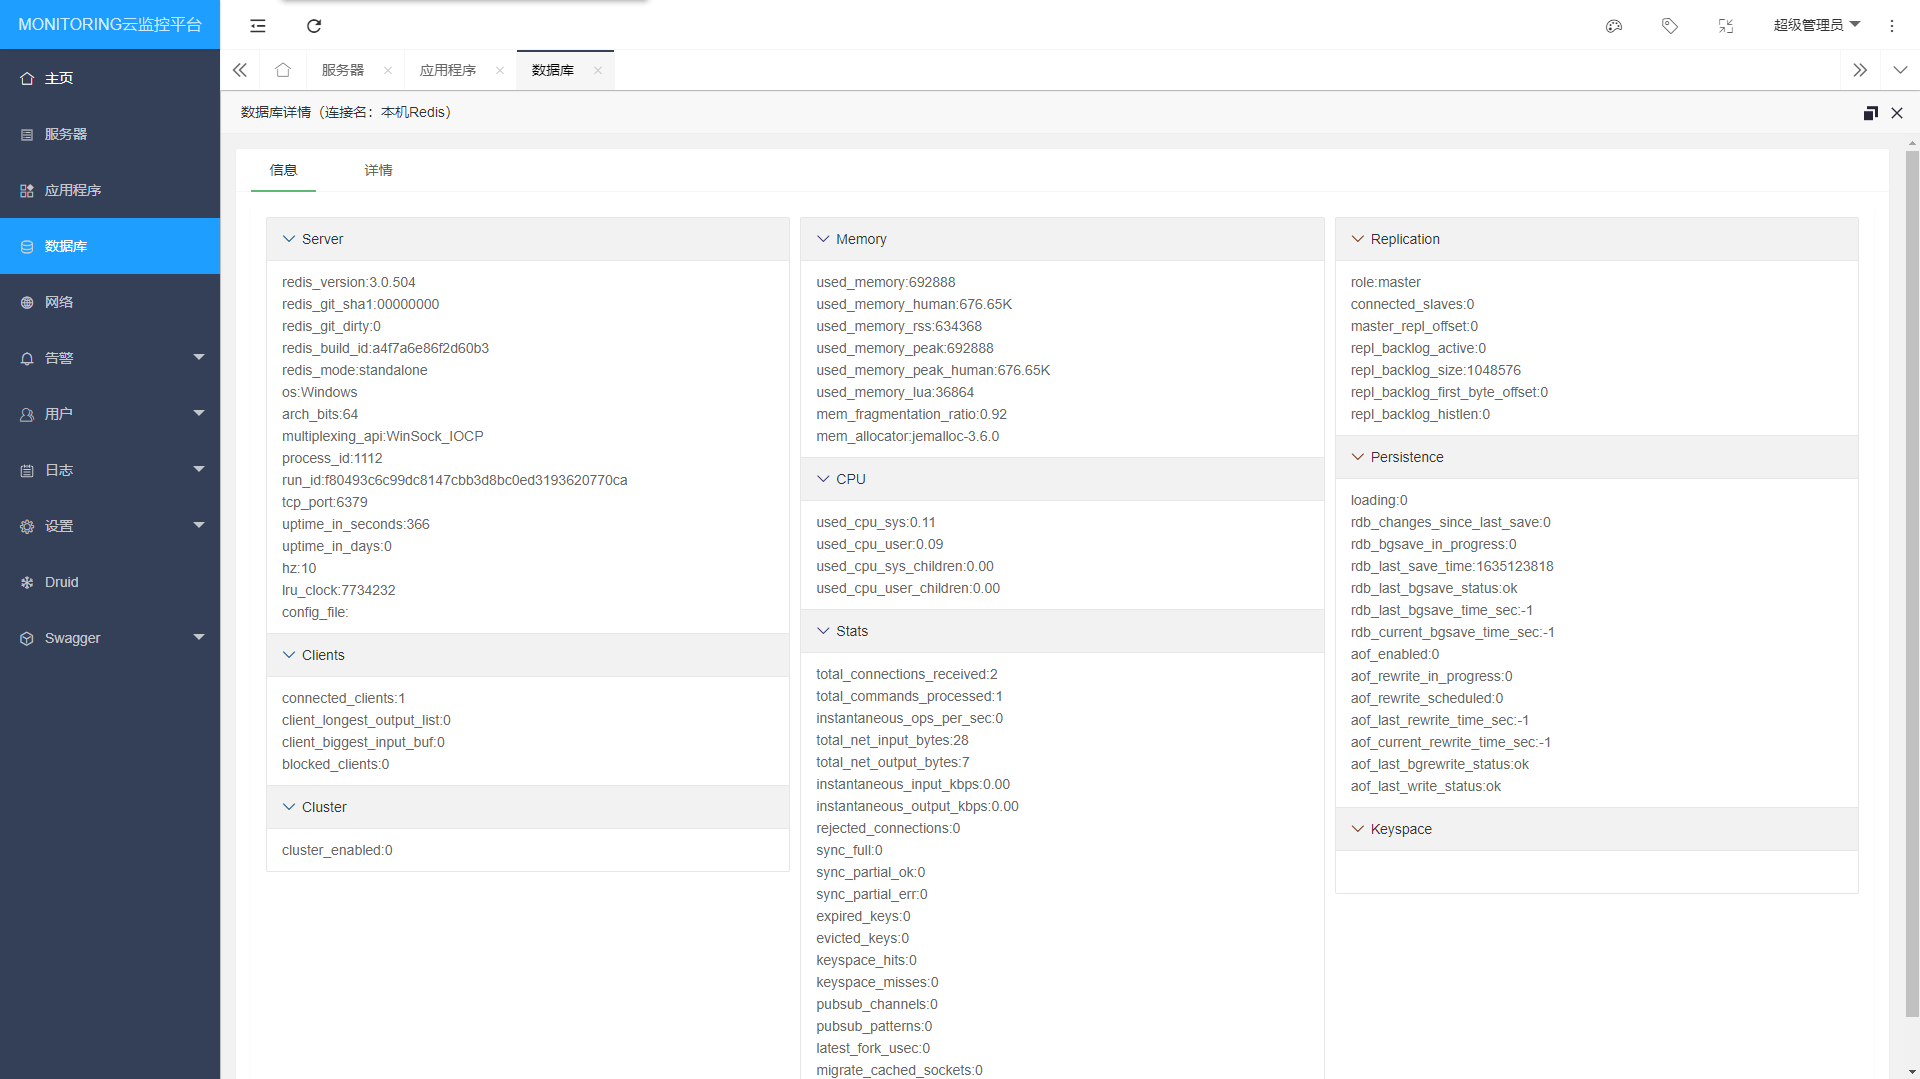 MONITORING云监控平台
超级管理员
主页
服务器
应用程序
数据库
网络
告警
用户
日志
设置
Druid
Swagger
服务器
应用程序
数据库
数据库详情（连接名：本机Redis）
信息
详情
Server
redis_version:3.0.504
redis_git_sha1:00000000
redis_git_dirty:0
redis_build_id:a4f7a6e86f2d60b3
redis_mode:standalone
os:Windows
arch_bits:64
multiplexing_api:WinSock_IOCP
process_id:1112
run_id:f80493c6c99dc8147cbb3d8bc0ed3193620770ca
tcp_port:6379
uptime_in_seconds:366
uptime_in_days:0
hz:10
lru_clock:7734232
config_file:
Clients
connected_clients:1
client_longest_output_list:0
client_biggest_input_buf:0
blocked_clients:0
Cluster
cluster_enabled:0
Memory
used_memory:692888
used_memory_human:676.65K
used_memory_rss:634368
used_memory_peak:692888
used_memory_peak_human:676.65K
used_memory_lua:36864
mem_fragmentation_ratio:0.92
mem_allocator:jemalloc-3.6.0
CPU
used_cpu_sys:0.11
used_cpu_user:0.09
used_cpu_sys_children:0.00
used_cpu_user_children:0.00
Stats
total_connections_received:2
total_commands_processed:1
instantaneous_ops_per_sec:0
total_net_input_bytes:28
total_net_output_bytes:7
instantaneous_input_kbps:0.00
instantaneous_output_kbps:0.00
rejected_connections:0
sync_full:0
sync_partial_ok:0
sync_partial_err:0
expired_keys:0
evicted_keys:0
keyspace_hits:0
keyspace_misses:0
pubsub_channels:0
pubsub_patterns:0
latest_fork_usec:0
migrate_cached_sockets:0
Replication
role:master
connected_slaves:0
master_repl_offset:0
repl_backlog_active:0
repl_backlog_size:1048576
repl_backlog_first_byte_offset:0
repl_backlog_histlen:0
Persistence
loading:0
rdb_changes_since_last_save:0
rdb_bgsave_in_progress:0
rdb_last_save_time:1635123818
rdb_last_bgsave_status:ok
rdb_last_bgsave_time_sec:-1
rdb_current_bgsave_time_sec:-1
aof_enabled:0
aof_rewrite_in_progress:0
aof_rewrite_scheduled:0
aof_last_rewrite_time_sec:-1
aof_current_rewrite_time_sec:-1
aof_last_bgrewrite_status:ok
aof_last_write_status:ok
Keyspace